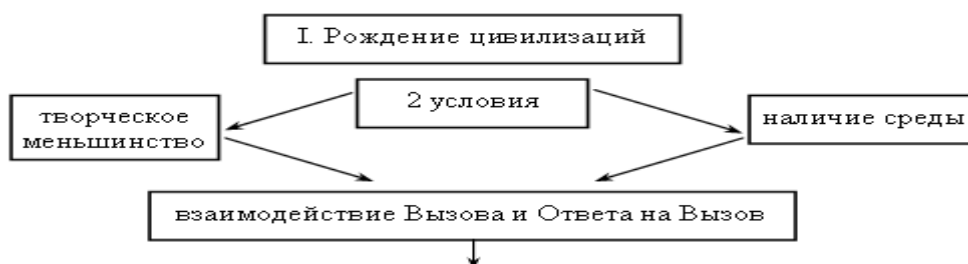 I. Рождение цивилизаций
2 условия
творческое
меньшинство
наличие среды
взаимодействие Вызова и Ответа на Вызов